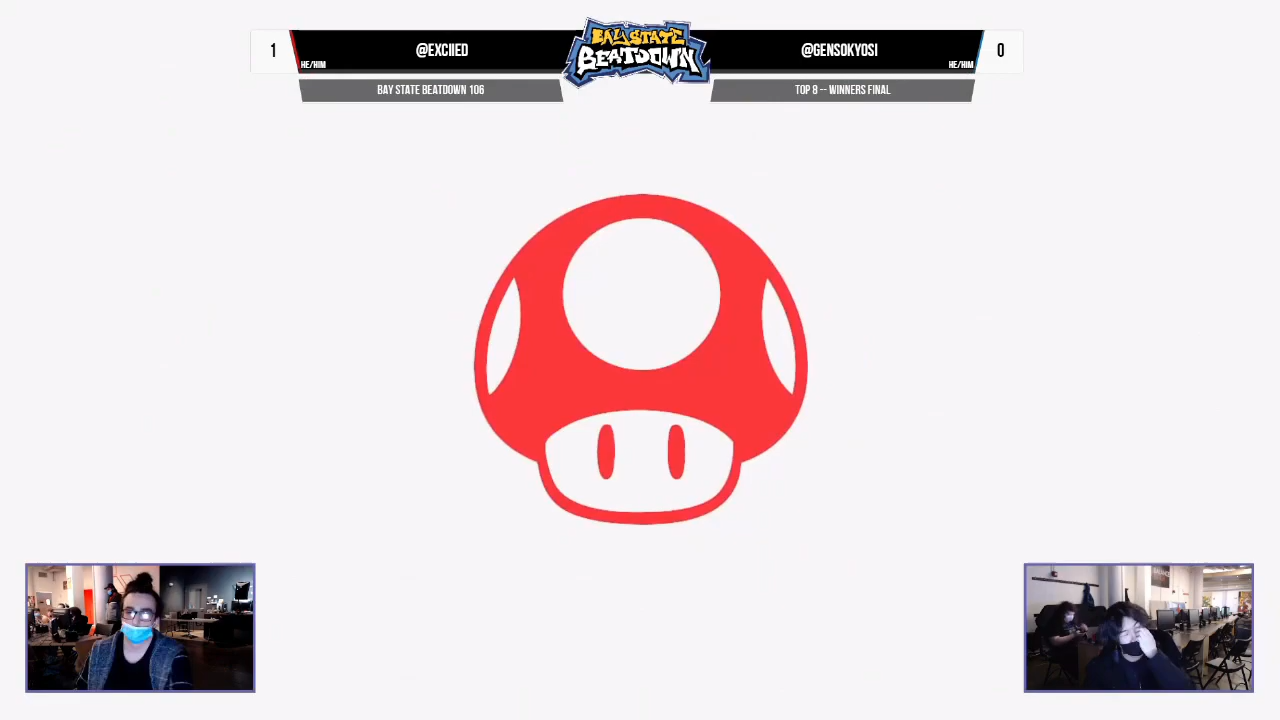 1
@EXCIIED
HE/HIM
BAY STATE
BEATDOWN
@GENSOKYOSI
HE/HIM
0
BAY STATE BEATDOWN 106
TOP 8 -- WINNERS FINAL